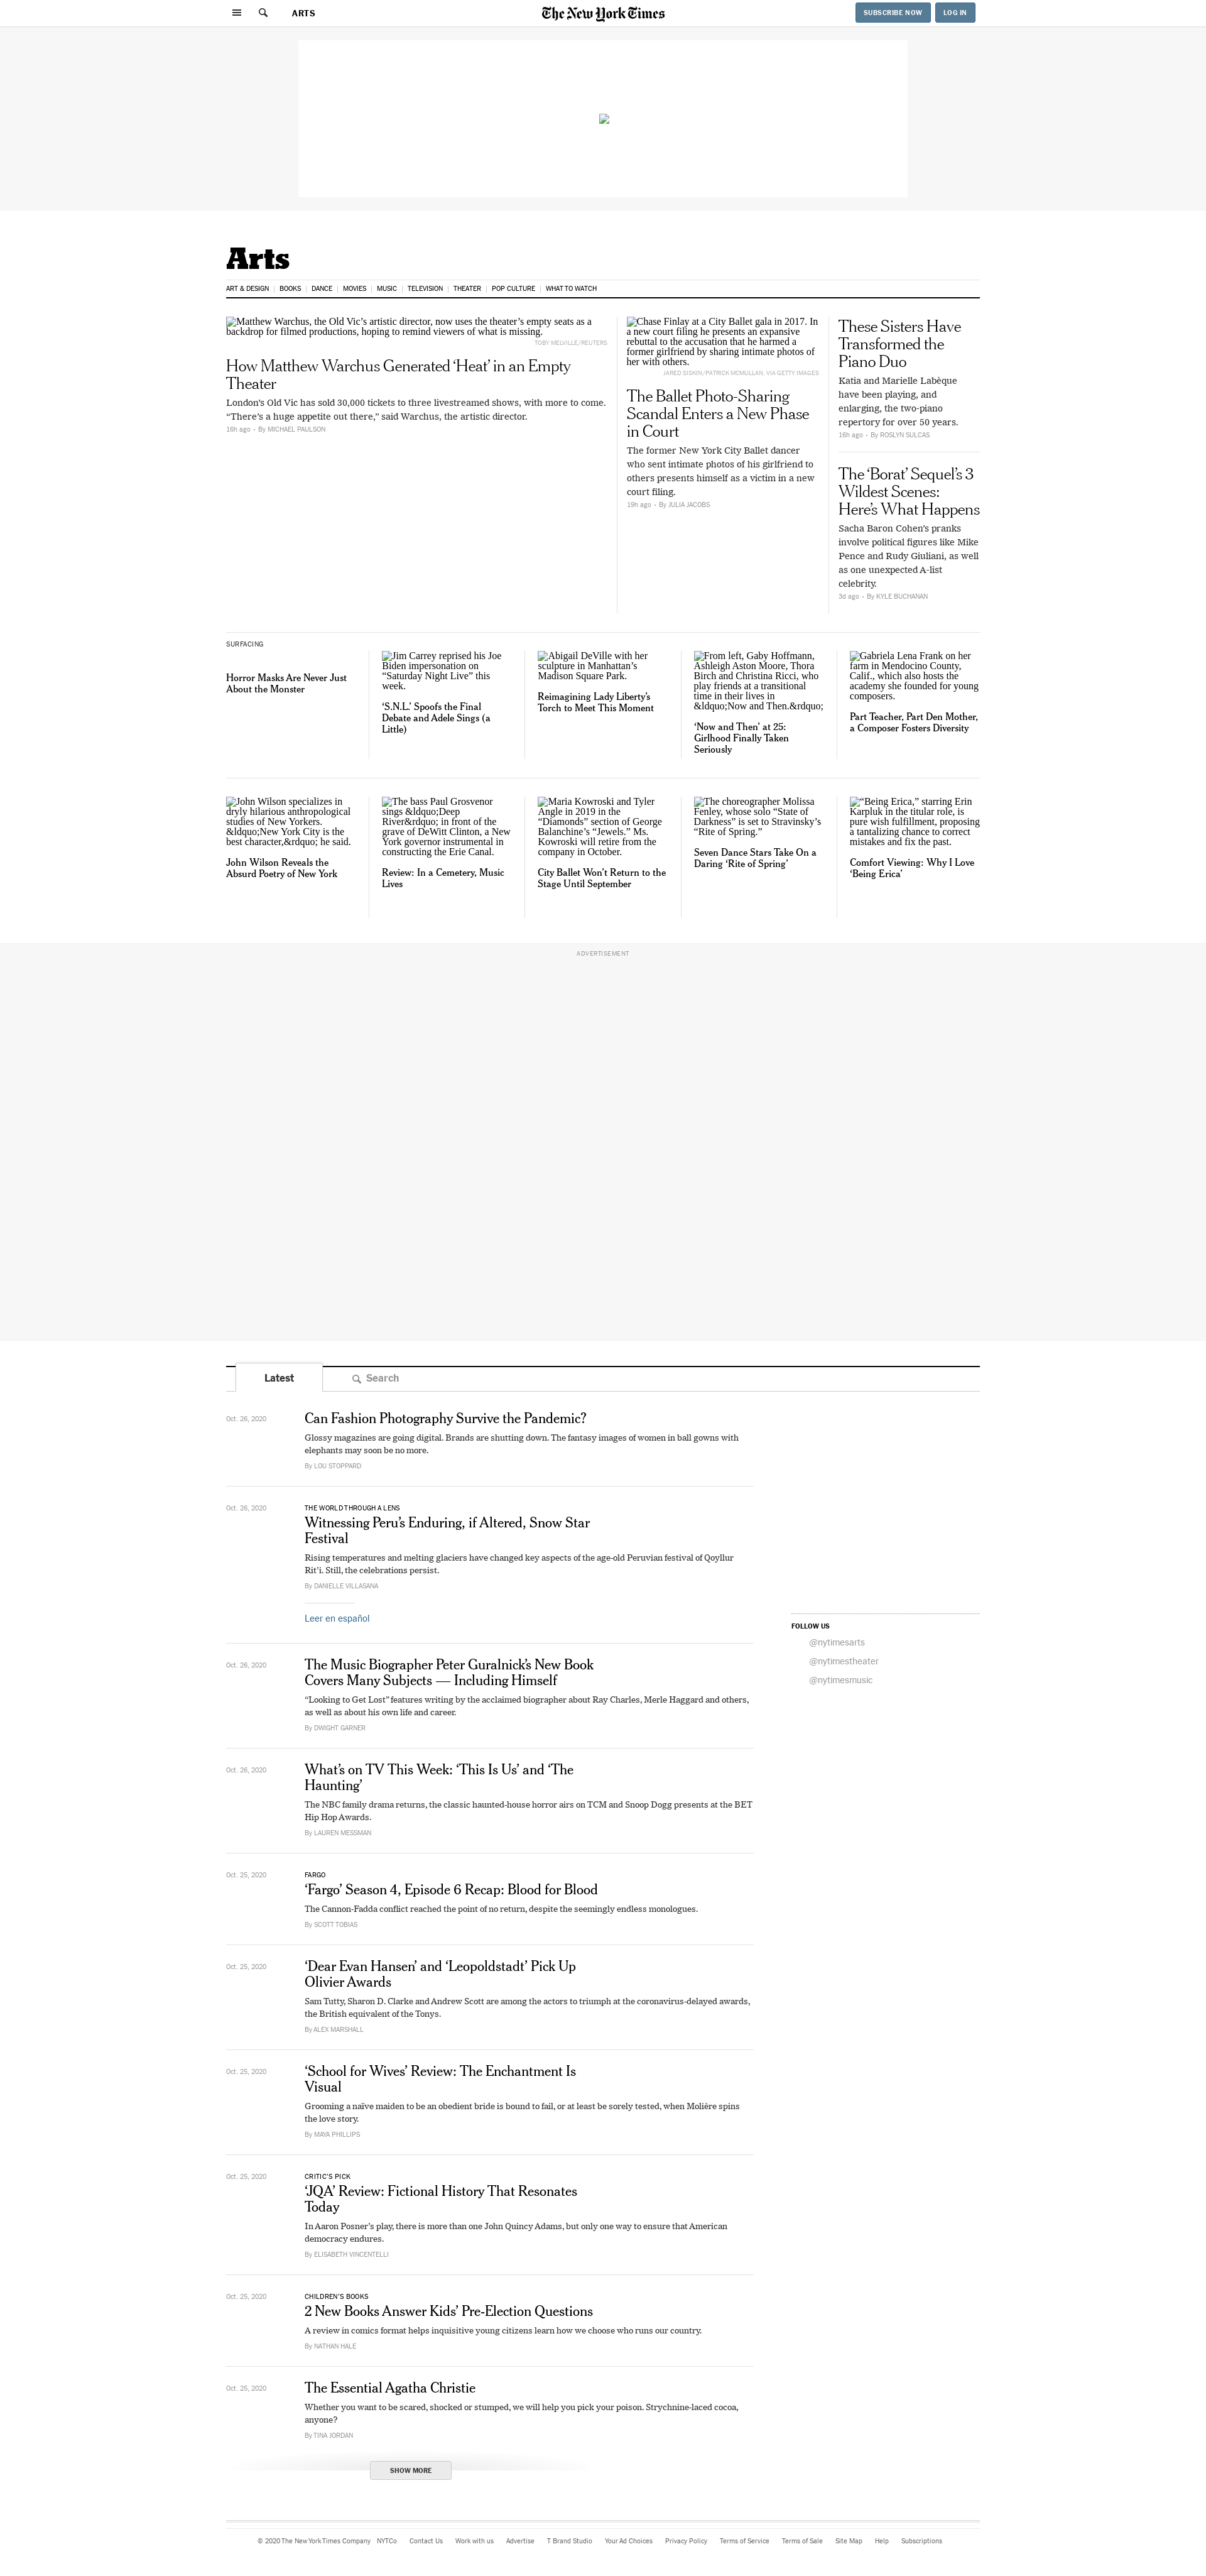 ARTS
The New York Times
SUBSCRIBE NOW
LOG IN
Arts
ART & DESIGN
BOOKS
DANCE
MOVIES
MUSIC
TELEVISION
THEATER
POP CULTURE
WHAT TO WATCH
Matthew Warchus, the Old Vic’s artistic director, now uses the theater’s empty seats as a
backdrop for filmed productions, hoping to remind viewers of what is missing.
TOBY MELVILLE/REUTERS
How Matthew Warchus Generated ‘Heat’ in an Empty
Theater
London’s Old Vic has sold 30,000 tickets to three livestreamed shows, with more to come.
“There’s a huge appetite out there,” said Warchus, the artistic director.
16h ago • By MICHAEL PAULSON
Chase Finlay at a City Ballet gala in 2017. In
a new court filing he presents an expansive
rebuttal to the accusation that he harmed a
former girlfriend by sharing intimate photos of
her with others.
JARED SISKIN/PATRICK MCMULLAN, VIA GETTY IMAGES
The Ballet Photo-Sharing
Scandal Enters a New Phase
in Court
The former New York City Ballet dancer
who sent intimate photos of his girlfriend to
others presents himself as a victim in a new
court filing.
19h ago • By JULIA JACOBS
These Sisters Have
Transformed the
Piano Duo
Katia and Marielle Labèque
have been playing, and
enlarging, the two-piano
repertory for over 50 years.
16h ago • By ROSLYN SULCAS
The ‘Borat’ Sequel’s 3
Wildest Scenes:
Here’s What Happens
Sacha Baron Cohen’s pranks
involve political figures like Mike
Pence and Rudy Giuliani, as well
as one unexpected A-list
celebrity.
3d ago • By KYLE BUCHANAN
SURFACING
Horror Masks Are Never Just
About the Monster
Jim Carrey reprised his Joe
Biden impersonation on
“Saturday Night Live” this
week.
‘S.N.L.’ Spoofs the Final
Debate and Adele Sings (a
Little)
Abigail DeVille with her
sculpture in Manhattan’s
Madison Square Park.
Reimagining Lady Liberty’s
Torch to Meet This Moment
From left, Gaby Hoffmann,
Ashleigh Aston Moore, Thora
Birch and Christina Ricci, who
play friends at a transitional
time in their lives in
&ldquo;Now and Then.&rdquo;
‘Now and Then’ at 25:
Girlhood Finally Taken
Seriously
Gabriela Lena Frank on her
farm in Mendocino County,
Calif., which also hosts the
academy she founded for young
composers.
Part Teacher, Part Den Mother,
a Composer Fosters Diversity
John Wilson specializes in
dryly hilarious anthropological
studies of New Yorkers.
&ldquo;New York City is the
best character,&rdquo; he said.
John Wilson Reveals the
Absurd Poetry of New York
The bass Paul Grosvenor
sings &ldquo;Deep
River&rdquo; in front of the
grave of DeWitt Clinton, a New
York governor instrumental in
constructing the Erie Canal.
Review: In a Cemetery, Music
Lives
Maria Kowroski and Tyler
Angle in 2019 in the
“Diamonds” section of George
Balanchine’s “Jewels.” Ms.
Kowroski will retire from the
company in October.
City Ballet Won’t Return to the
Stage Until September
The choreographer Molissa
Fenley, whose solo “State of
Darkness” is set to Stravinsky’s
“Rite of Spring.”
Seven Dance Stars Take On a
Daring ‘Rite of Spring’
“Being Erica,” starring Erin
Karpluk in the titular role, is
pure wish fulfillment, proposing
a tantalizing chance to correct
mistakes and fix the past.
Comfort Viewing: Why I Love
‘Being Erica’
ADVERTISEMENT
Latest
Search
Oct. 26, 2020
Can Fashion Photography Survive the Pandemic?
Glossy magazines are going digital. Brands are shutting down. The fantasy images of women in ball gowns with
elephants may soon be no more.
By LOU STOPPARD
Oct. 26, 2020
THE WORLD THROUGH A LENS
Witnessing Peru’s Enduring, if Altered, Snow Star
Festival
Rising temperatures and melting glaciers have changed key aspects of the age-old Peruvian festival of Qoyllur
Rit’i. Still, the celebrations persist.
By DANIELLE VILLASANA
Leer en español
FOLLOW US
@nytimesarts
@nytimestheater
@nytimesmusic
Oct. 26, 2020
The Music Biographer Peter Guralnick’s New Book
Covers Many Subjects — Including Himself
“Looking to Get Lost” features writing by the acclaimed biographer about Ray Charles, Merle Haggard and others,
as well as about his own life and career.
By DWIGHT GARNER
Oct. 26, 2020
What’s on TV This Week: ‘This Is Us’ and ‘The
Haunting’
The NBC family drama returns, the classic haunted-house horror airs on TCM and Snoop Dogg presents at the BET
Hip Hop Awards.
By LAUREN MESSMAN
Oct. 25, 2020
FARGO
‘Fargo’ Season 4, Episode 6 Recap: Blood for Blood
The Cannon-Fadda conflict reached the point of no return, despite the seemingly endless monologues.
By SCOTT TOBIAS
Oct. 25, 2020
‘Dear Evan Hansen’ and ‘Leopoldstadt’ Pick Up
Olivier Awards
Sam Tutty, Sharon D. Clarke and Andrew Scott are among the actors to triumph at the coronavirus-delayed awards,
the British equivalent of the Tonys.
By ALEX MARSHALL
Oct. 25, 2020
‘School for Wives’ Review: The Enchantment Is
Visual
Grooming a naïve maiden to be an obedient bride is bound to fail, or at least be sorely tested, when Molière spins
the love story.
By MAYA PHILLIPS
Oct. 25, 2020
CRITIC’S PICK
‘JQA’ Review: Fictional History That Resonates
Today
In Aaron Posner’s play, there is more than one John Quincy Adams, but only one way to ensure that American
democracy endures.
By ELISABETH VINCENTELLI
Oct. 25, 2020
CHILDREN’S BOOKS
2 New Books Answer Kids’ Pre-Election Questions
A review in comics format helps inquisitive young citizens learn how we choose who runs our country.
By NATHAN HALE
Oct. 25, 2020
The Essential Agatha Christie
Whether you want to be scared, shocked or stumped, we will help you pick your poison. Strychnine-laced cocoa,
anyone?
By TINA JORDAN
SHOW MORE
© 2020 The New York Times Company
NYTCo
Contact Us
Work with us
Advertise
T Brand Studio
Your Ad Choices
Privacy Policy
Terms of Service
Terms of Sale
Site Map
Help
Subscriptions